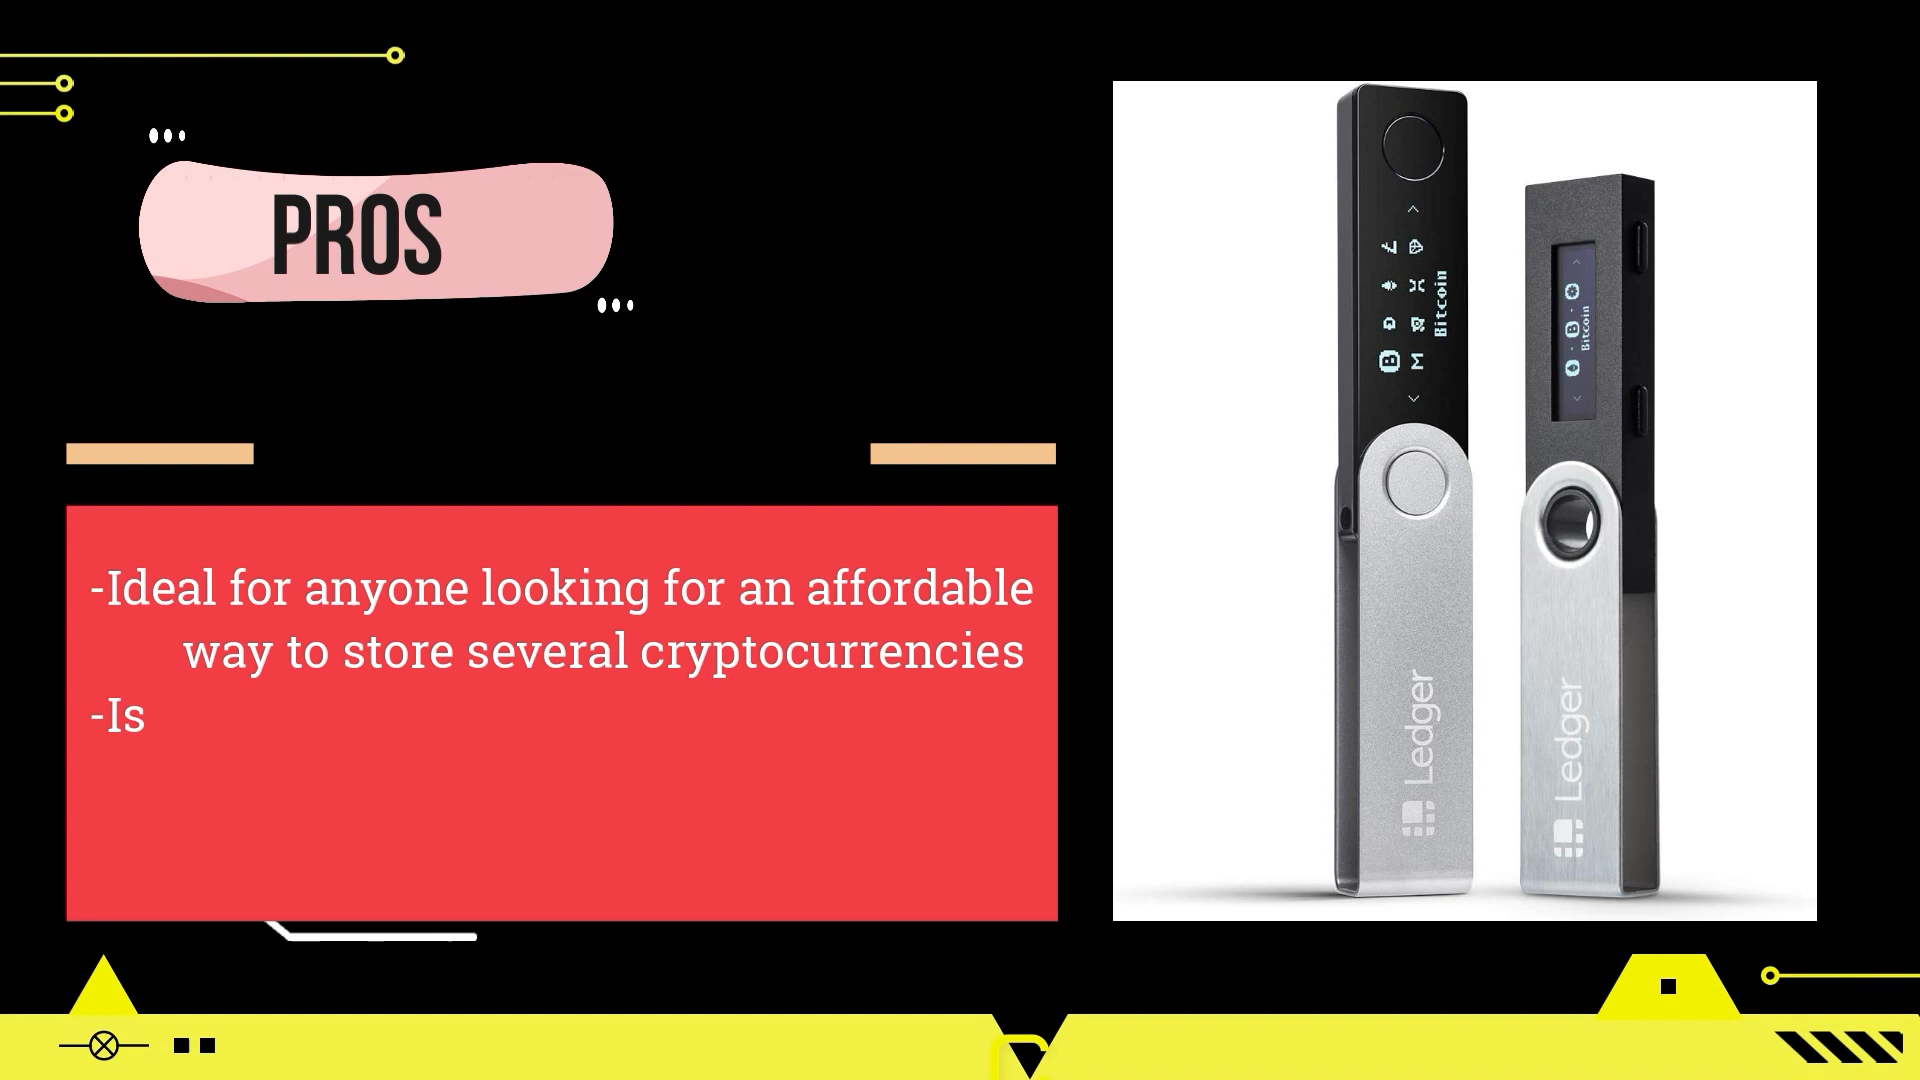 PROS
-Ideal for anyone looking for an affordable
way to store several cryptocurrencies
-Is
Bitcoin
Ledger
Bitcoin
Ledger